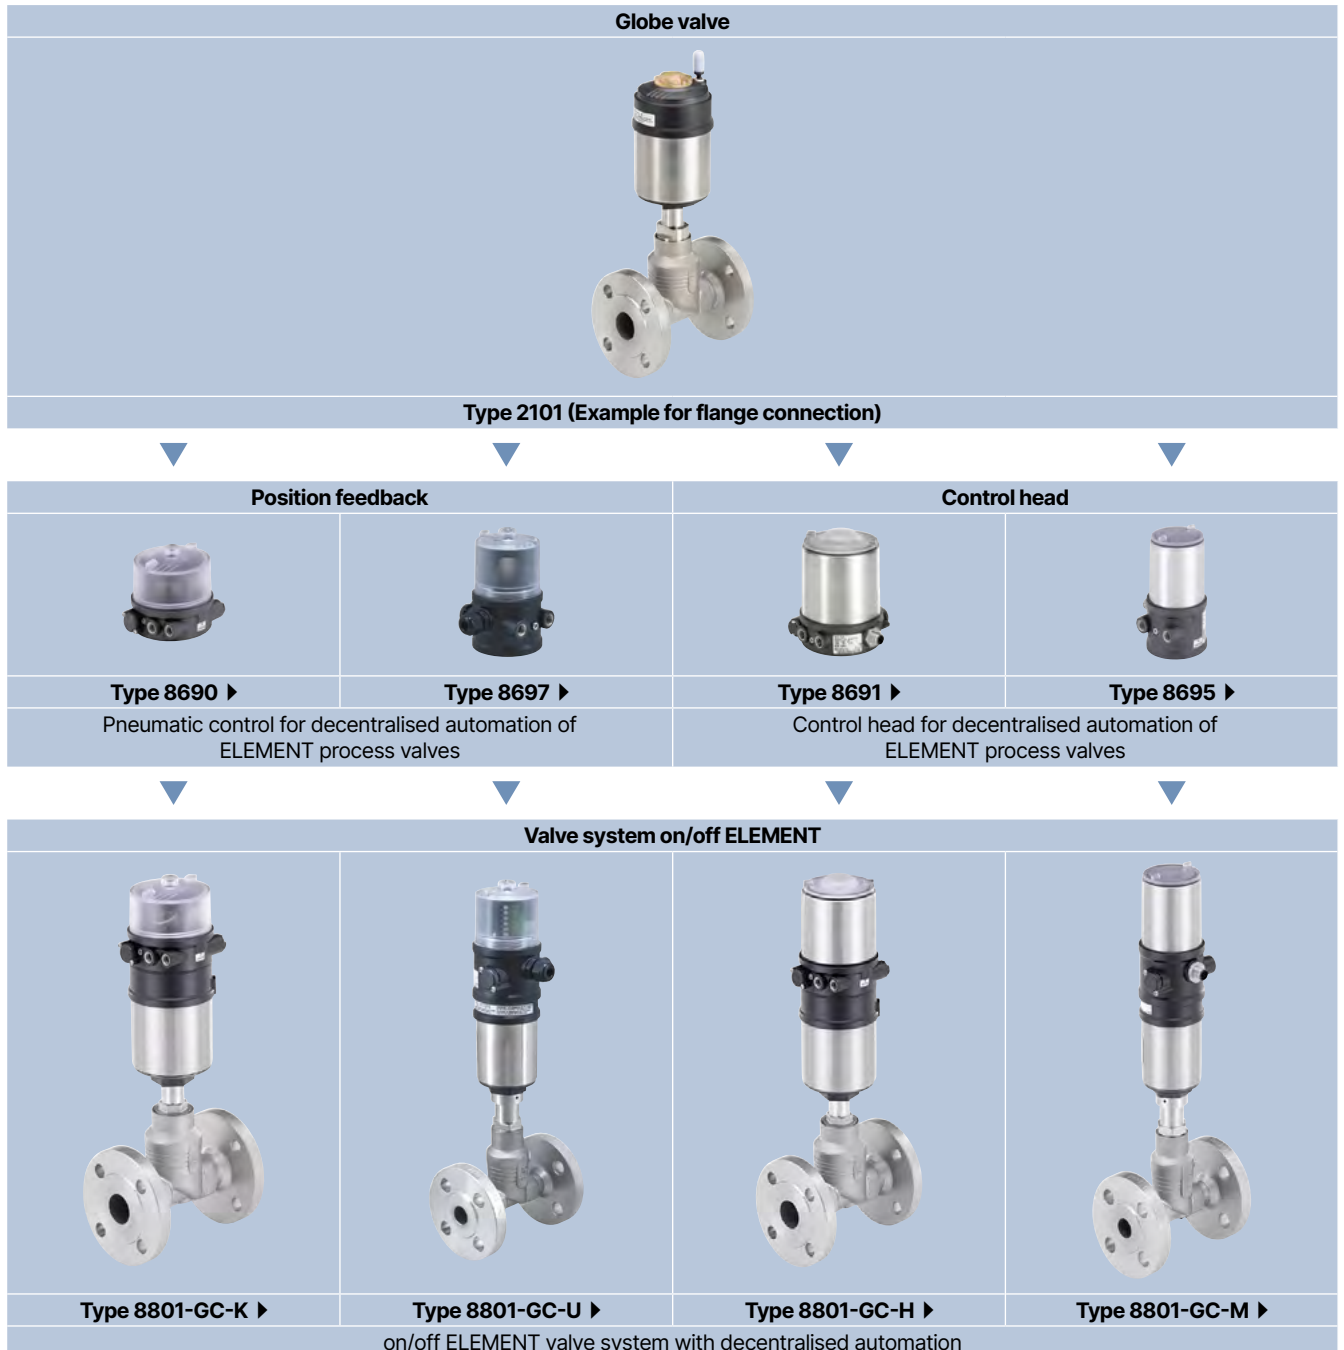 Globe valve
Type 2101 (Example for flange connection)
Position feedback
Control head
Type 8690
Type 8697
Type 8691
Type 8695
Pneumatic control for decentralised automation of
ELEMENT process valves
Control head for decentralised automation of
ELEMENT process valves
Valve system on/off ELEMENT
Type 8801-GC-K
Type 8801-GC-U
Type 8801-GC-H
Type 8801-GC-M
on/off ELEMENT valve system with decentralised automation